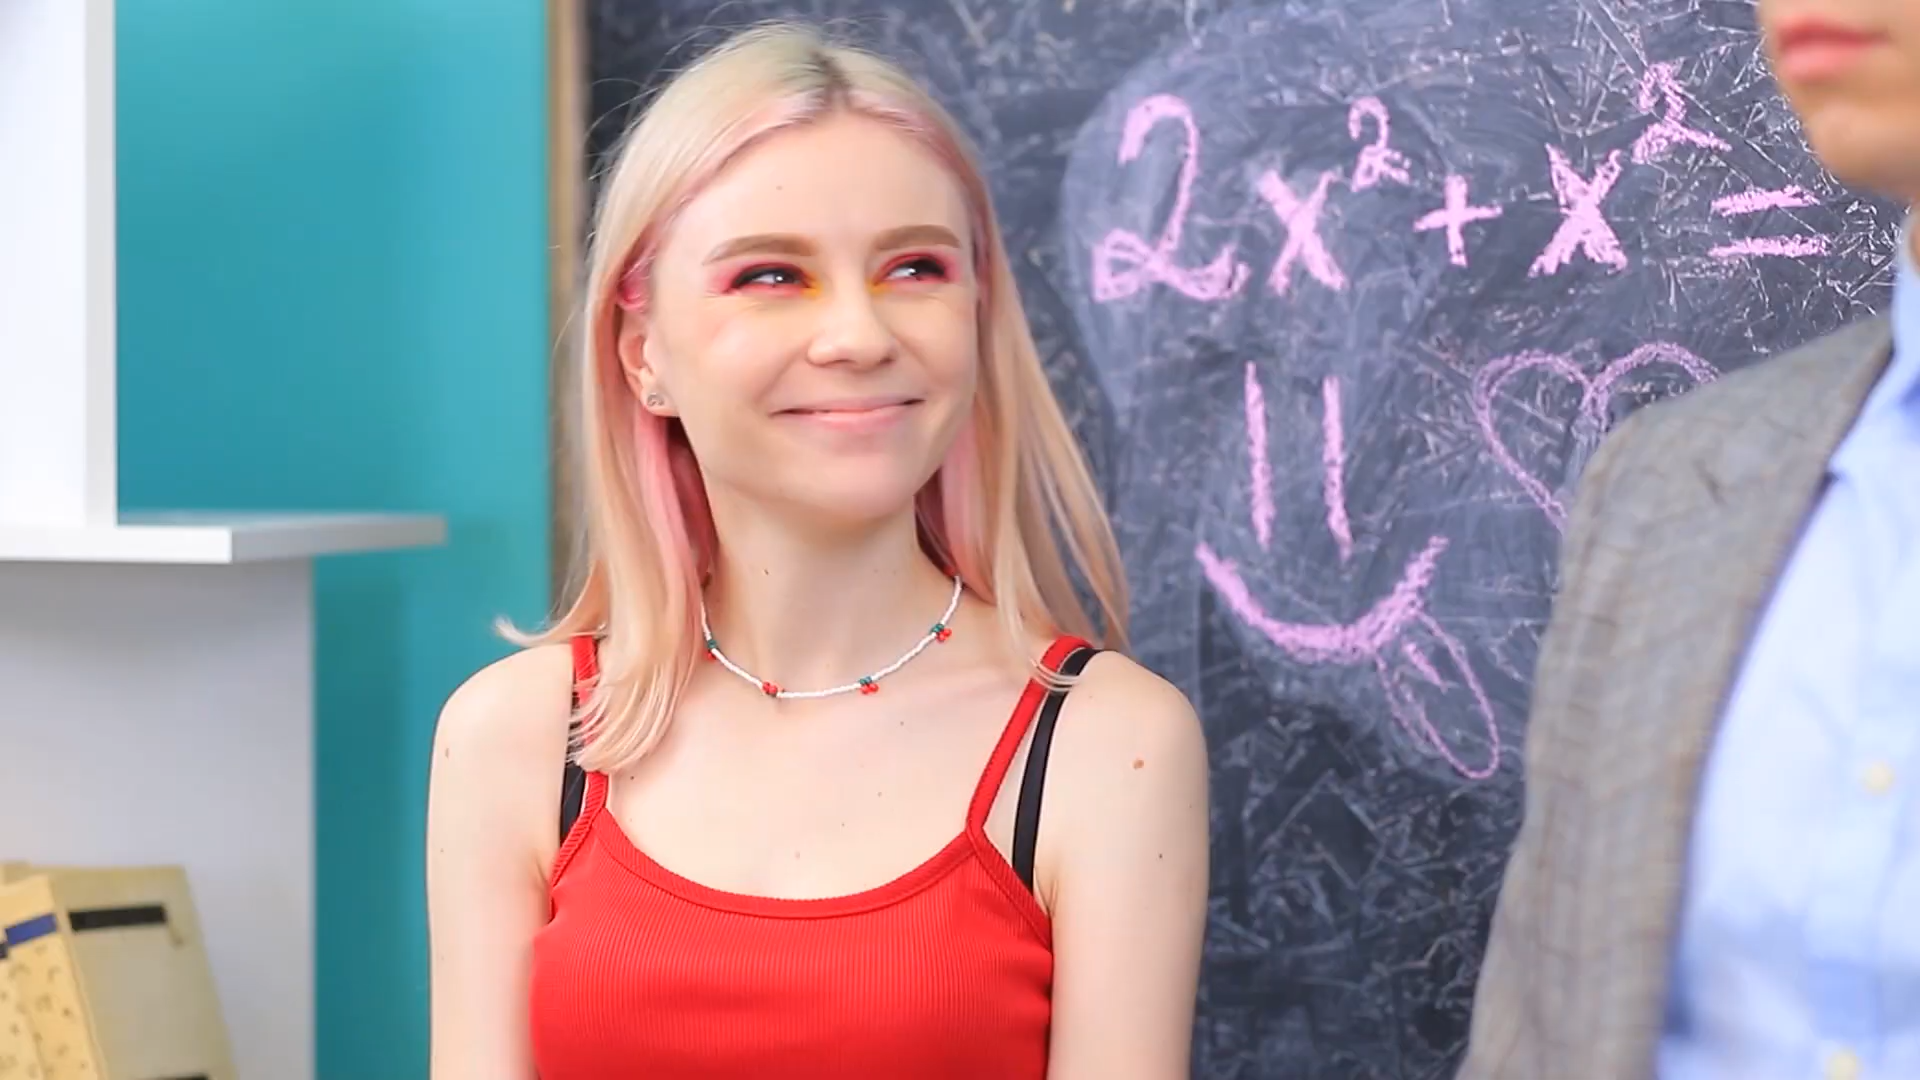 2x² + x² =